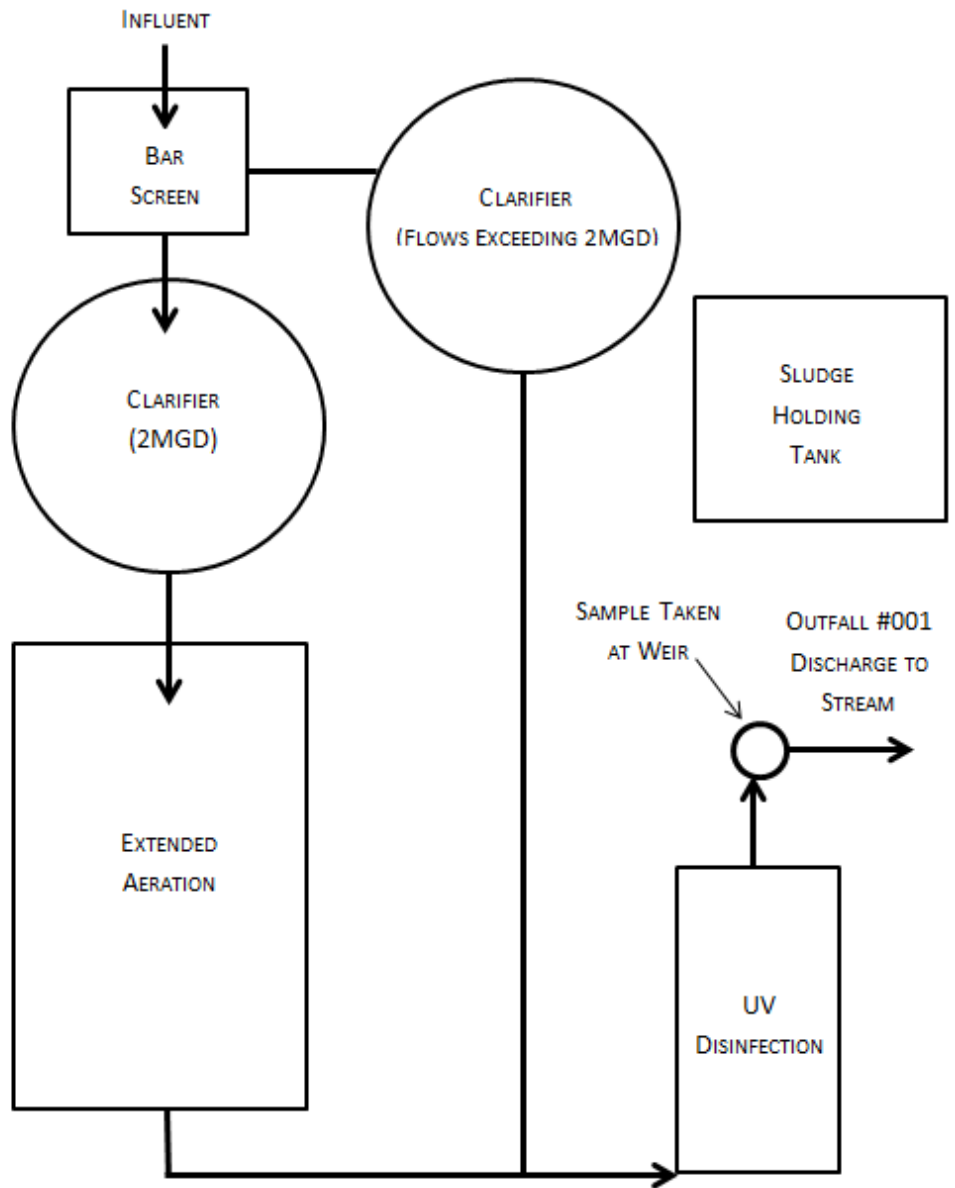 INFLUENT
BAR
SCREEN
CLARIFIER
(FLOWS EXCEEDING 2MGD)
CLARIFIER
(2MGD)
SLUDGE
HOLDING
TANK
SAMPLE TAKEN
AT WEIR
OUTFALL #001
DISCHARGE TO
STREAM
EXTENDED
AERATION
UV
DISINFECTION